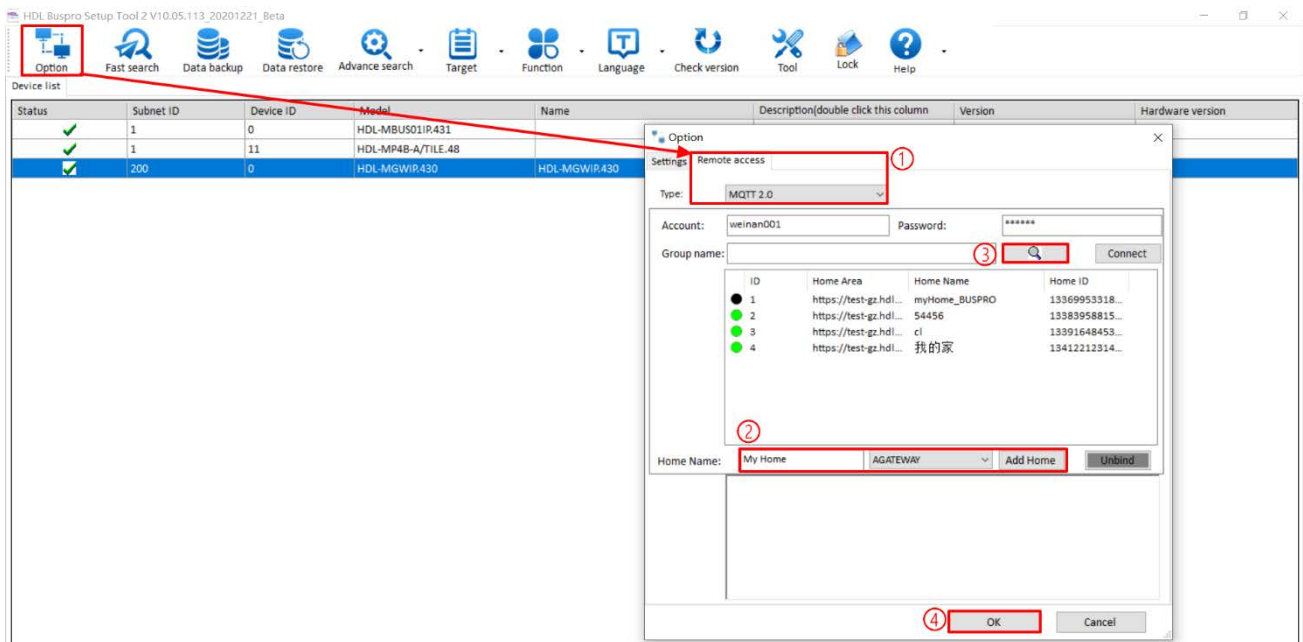 HDL Buspro Setup Tool 2 V10.05.113_20201221_Beta
Option Fast search Data backup Data restore Advance search Target Function Language Check version Tool Lock Help
Device list
Status Subnet ID Device ID Model Name Description(double click this column Version Hardware version
1 0 HDL-MBUS01IP.431
1 11 HDL-MP4B-A/TILE.48
200 0 HDL-MGWIP.430 HDL-MGWIP.430
Option
Settings Remote access ①
Type: MQTT 2.0
Account: weinan001 Password: ******
Group name: ③ Connect
ID Home Area Home Name Home ID
1 https://test-gz.hdl... myHome_BUSPRO 13369953318...
2 https://test-gz.hdl... 54456 13383958815...
3 https://test-gz.hdl... cl 13391648453...
4 https://test-gz.hdl... 我的家 13412212314...
②
Home Name: My Home AGATEWAY Add Home Unbind
④ OK Cancel